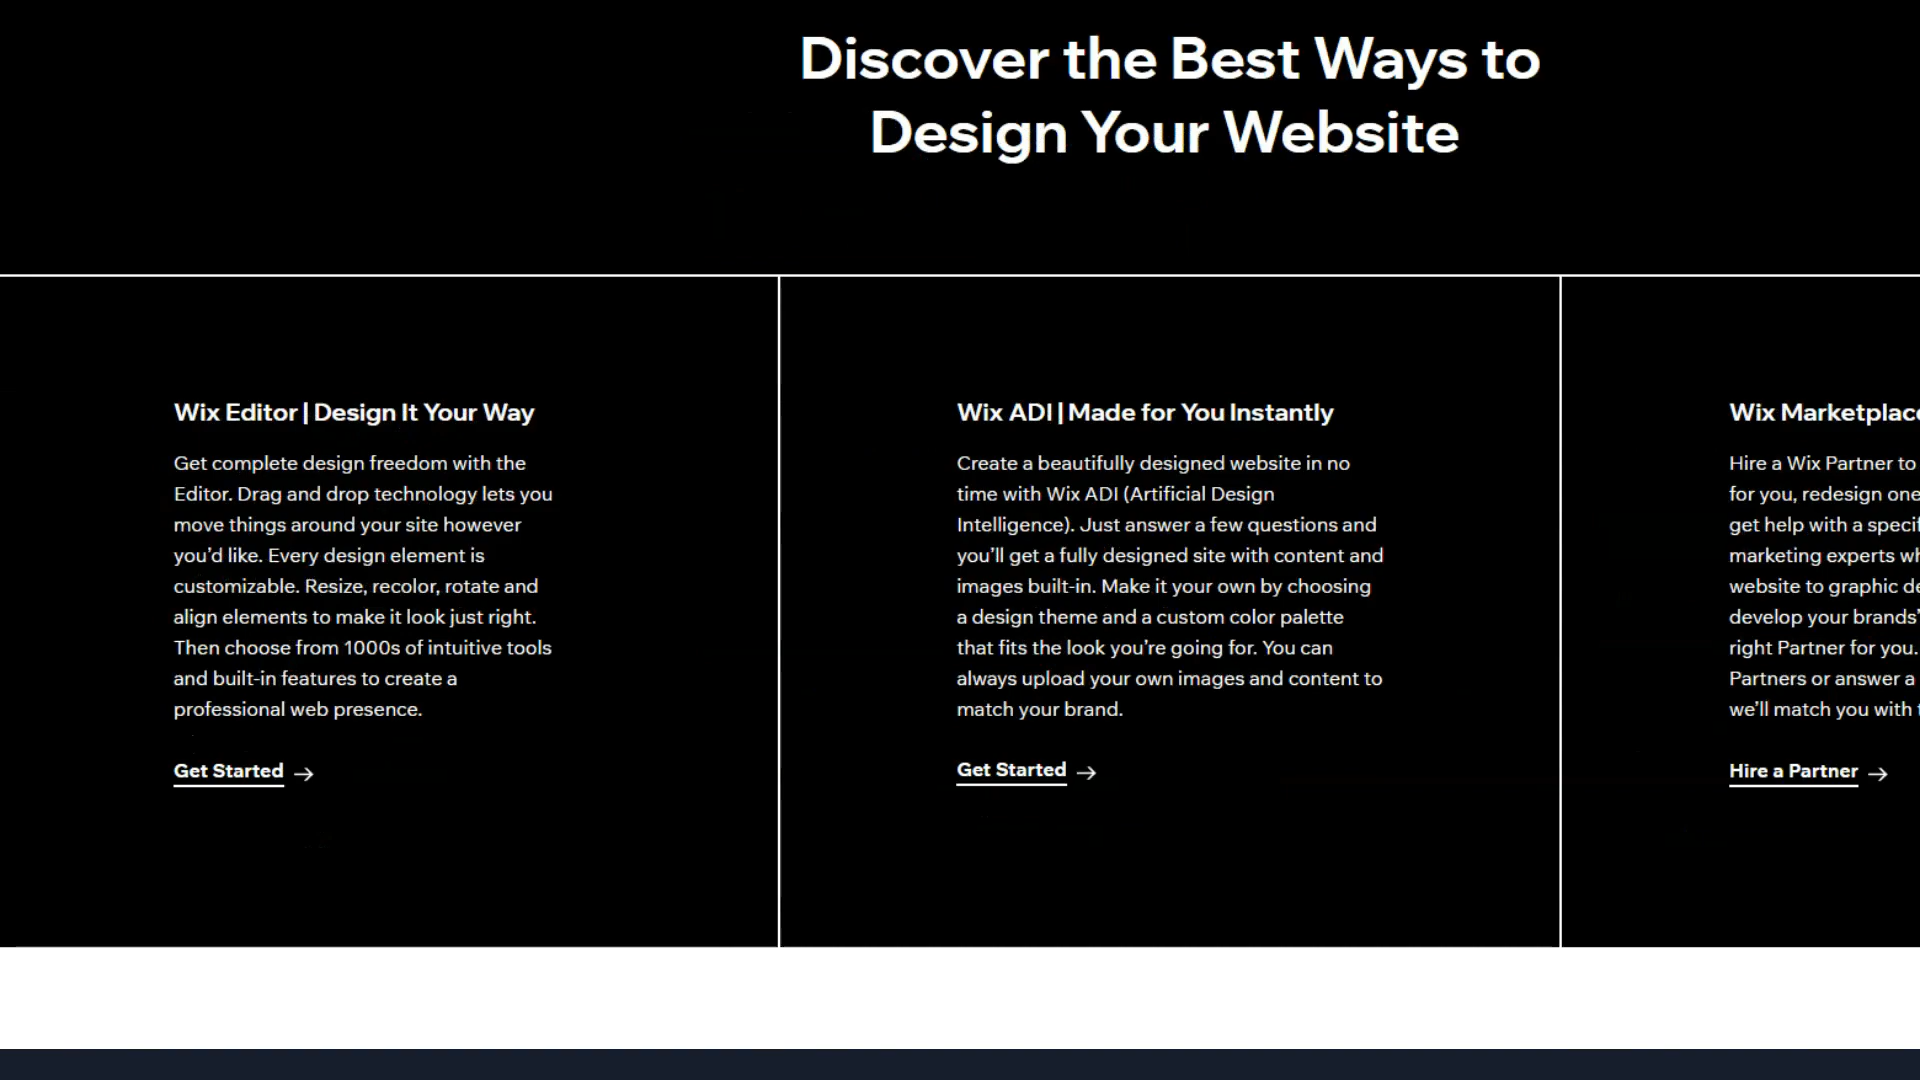 Discover the Best Ways to
Design Your Website
Wix Editor | Design It Your Way
Get complete design freedom with the
Editor. Drag and drop technology lets you
move things around your site however
you’d like. Every design element is
customizable. Resize, recolor, rotate and
align elements to make it look just right.
Then choose from 1000s of intuitive tools
and built-in features to create a
professional web presence.
Get Started →
Wix ADI | Made for You Instantly
Create a beautifully designed website in no
time with Wix ADI (Artificial Design
Intelligence). Just answer a few questions and
you’ll get a fully designed site with content and
images built-in. Make it your own by choosing
a design theme and a custom color palette
that fits the look you’re going for. You can
always upload your own images and content to
match your brand.
Get Started →
Wix
Hire a Wix Partner to
for you, redesign one
get help with a
marketing experts
website to graphic
develop your brands’
right Partner for you.
Partners or answer a
we’ll match you with
Hire a Partner →